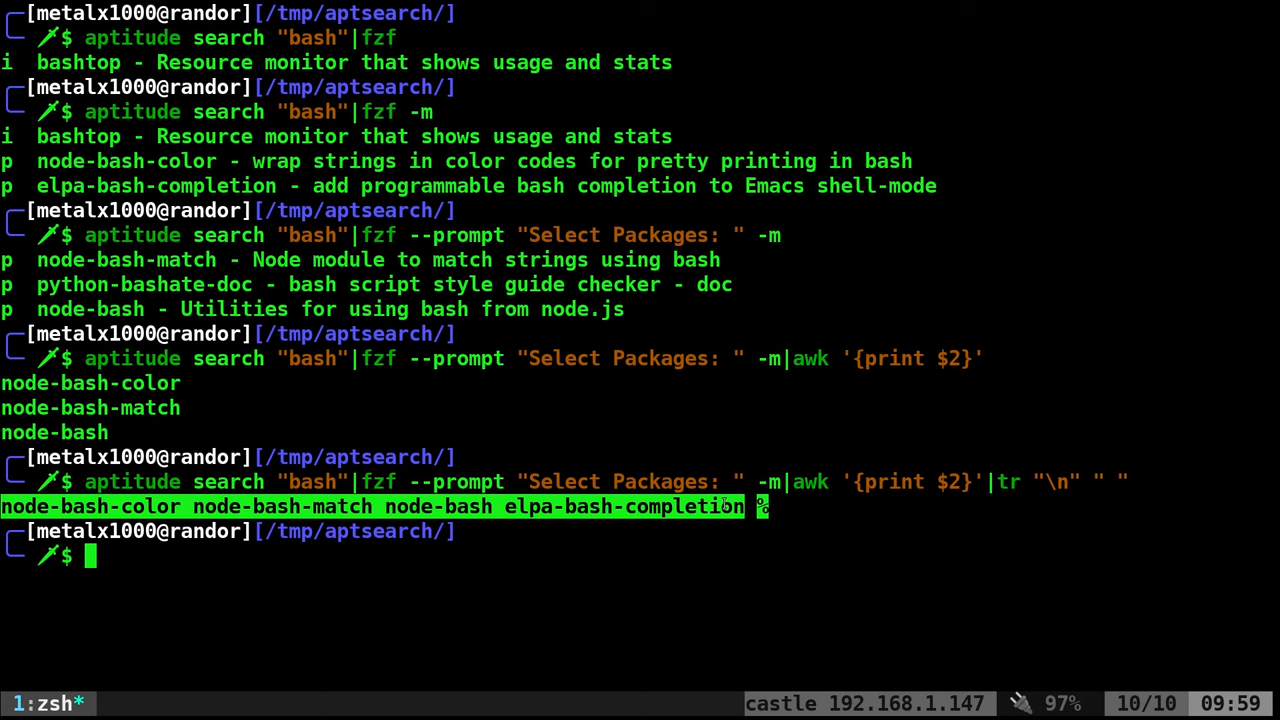 [metalx1000@randor][/tmp/aptsearch/]
$ aptitude search "bash"|fzf
i  bashtop - Resource monitor that shows usage and stats
[metalx1000@randor][/tmp/aptsearch/]
$ aptitude search "bash"|fzf -m
i  bashtop - Resource monitor that shows usage and stats
p  node-bash-color - wrap strings in color codes for pretty printing in bash
p  elpa-bash-completion - add programmable bash completion to Emacs shell-mode
[metalx1000@randor][/tmp/aptsearch/]
$ aptitude search "bash"|fzf --prompt "Select Packages: " -m
p  node-bash-match - Node module to match strings using bash
p  python-bashate-doc - bash script style guide checker - doc
p  node-bash - Utilities for using bash from node.js
[metalx1000@randor][/tmp/aptsearch/]
$ aptitude search "bash"|fzf --prompt "Select Packages: " -m|awk '{print $2}'
node-bash-color
node-bash-match
node-bash
[metalx1000@randor][/tmp/aptsearch/]
$ aptitude search "bash"|fzf --prompt "Select Packages: " -m|awk '{print $2}'|tr "\n" " "
node-bash-color node-bash-match node-bash elpa-bash-completion %
[metalx1000@randor][/tmp/aptsearch/]
$
1:zsh* castle 192.168.1.147 97% 10/10 09:59